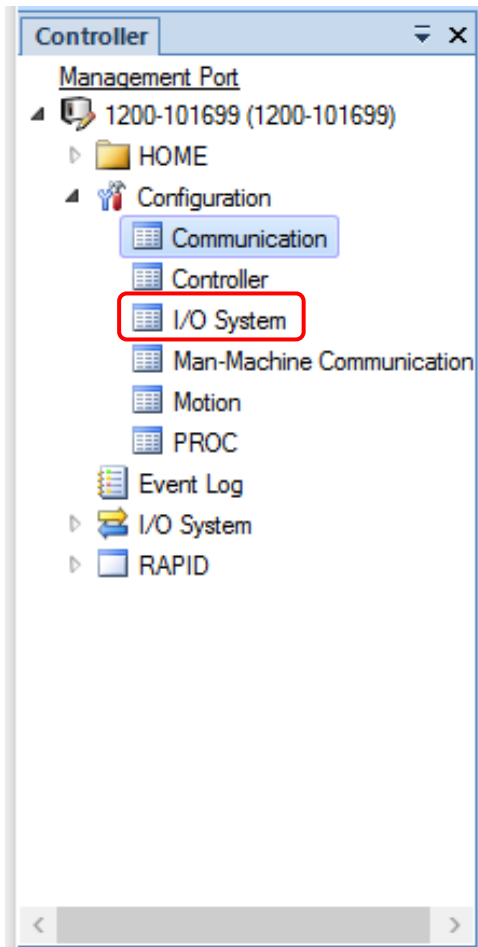 Controller
Management Port
1200-101699 (1200-101699)
HOME
Configuration
Communication
Controller
I/O System
Man-Machine Communication
Motion
PROC
Event Log
I/O System
RAPID